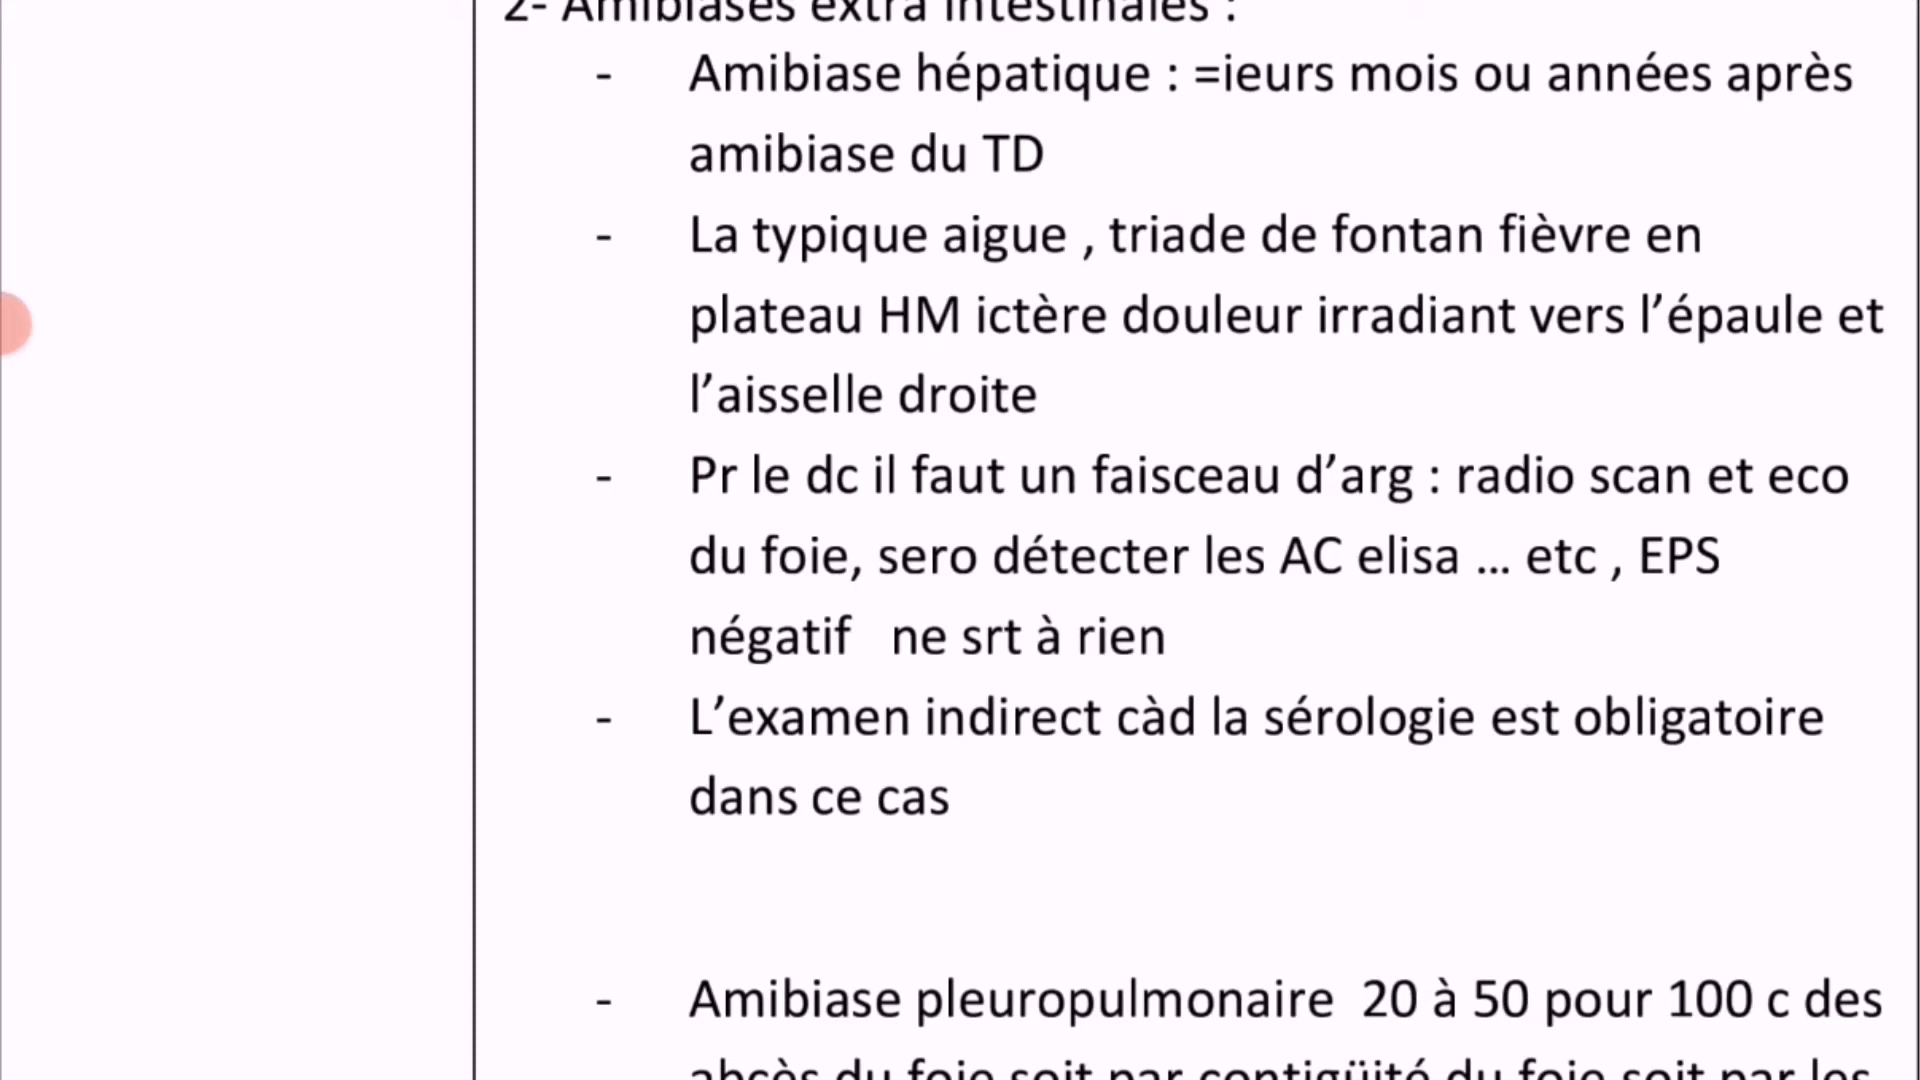 2- Amibiases extra intestinales :
- Amibiase hépatique : =ieurs mois ou années après
amibiase du TD
- La typique aigue , triade de fontan fièvre en
plateau HM ictère douleur irradiant vers l’épaule et
l’aisselle droite
- Pr le dc il faut un faisceau d’arg : radio scan et eco
du foie, sero détecter les AC elisa ... etc , EPS
négatif   ne srt à rien
- L’examen indirect càd la sérologie est obligatoire
dans ce cas
- Amibiase pleuropulmonaire  20 à 50 pour 100 c des
abcès du foie soit par contigüité du foie soit par les